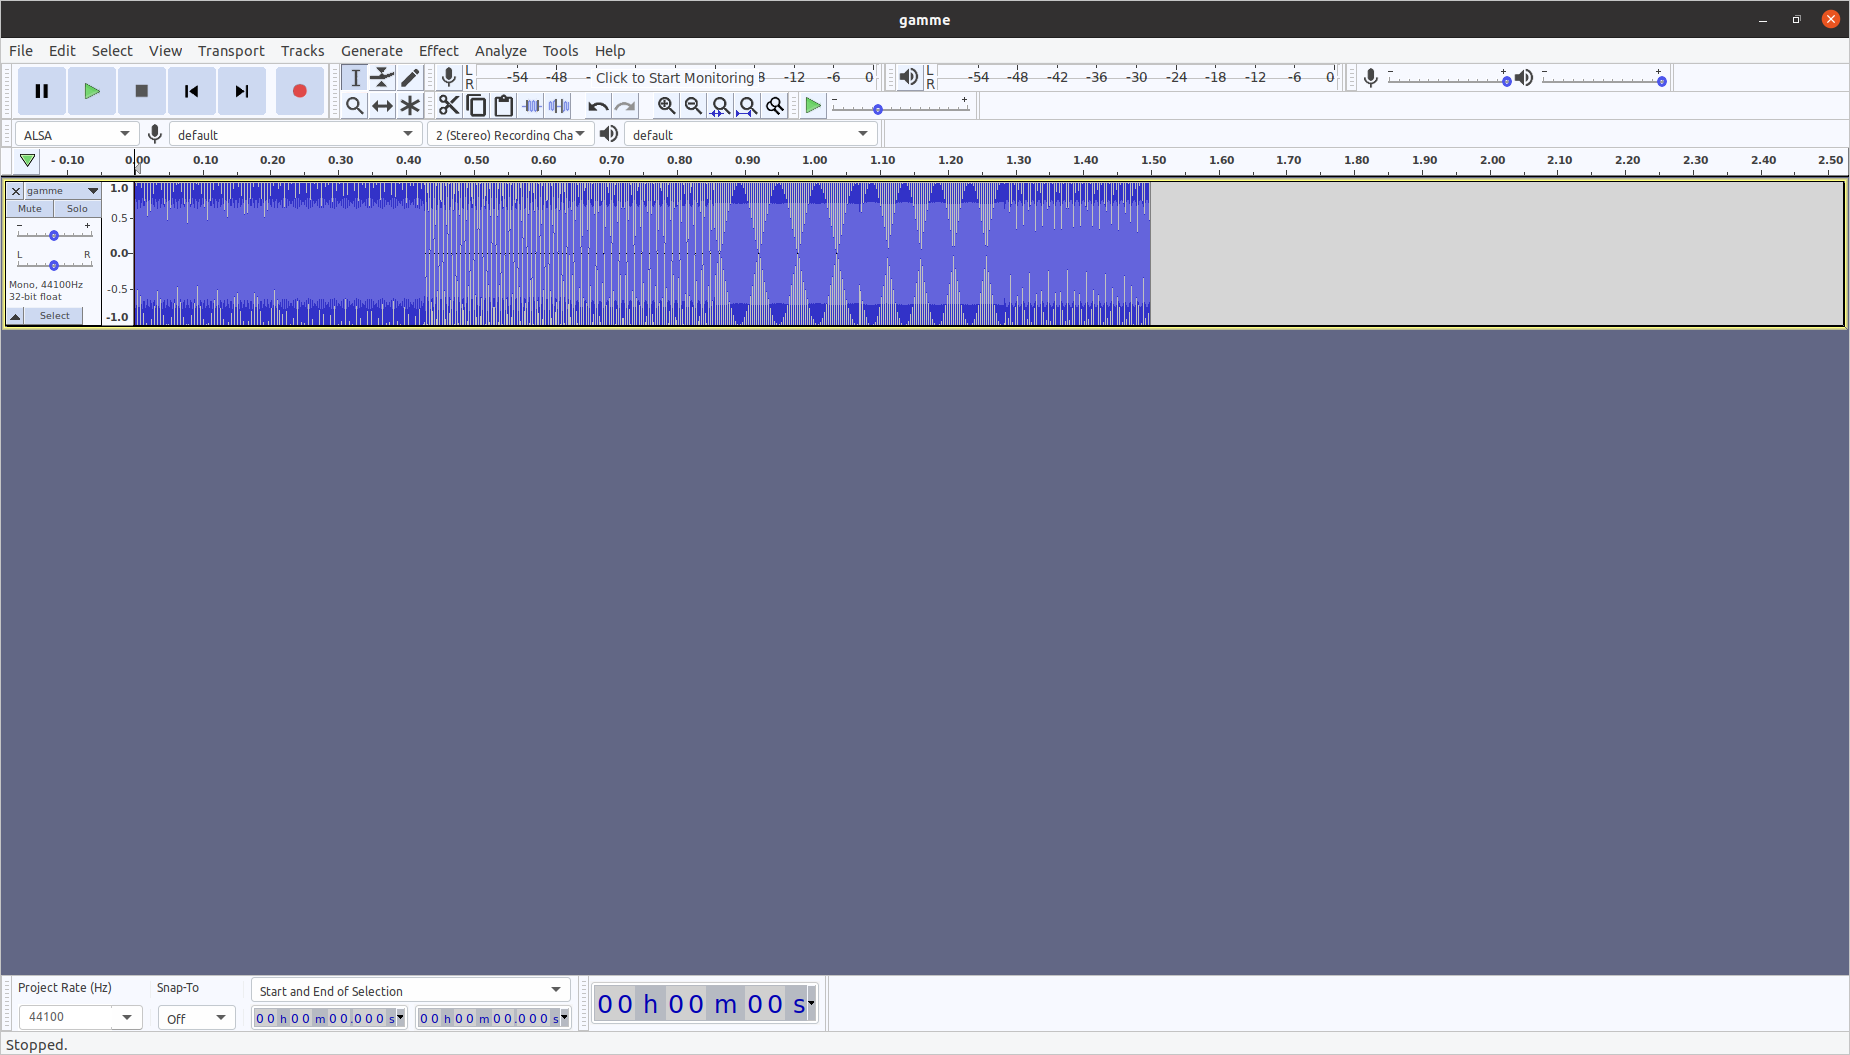 gamme
File Edit Select View Transport Tracks Generate Effect Analyze Tools Help
L -54 -48 - Click to Start Monitoring 8 -12 -6 0 L -54 -48 -42 -36 -30 -24 -18 -12 -6 0 - + - +
R R
- +
ALSA default 2 (Stereo) Recording Cha default
- 0.10 0.00 0.10 0.20 0.30 0.40 0.50 0.60 0.70 0.80 0.90 1.00 1.10 1.20 1.30 1.40 1.50 1.60 1.70 1.80 1.90 2.00 2.10 2.20 2.30 2.40 2.50
gamme 1.0
Mute Solo
0.5
- +
L R 0.0
Mono, 44100Hz -0.5
32-bit float
Select -1.0
Project Rate (Hz) Snap-To Start and End of Selection
44100 Off 00 h 00 m 00.000 s 00 h 00 m 00.000 s 00 h 00 m 00 s
Stopped.